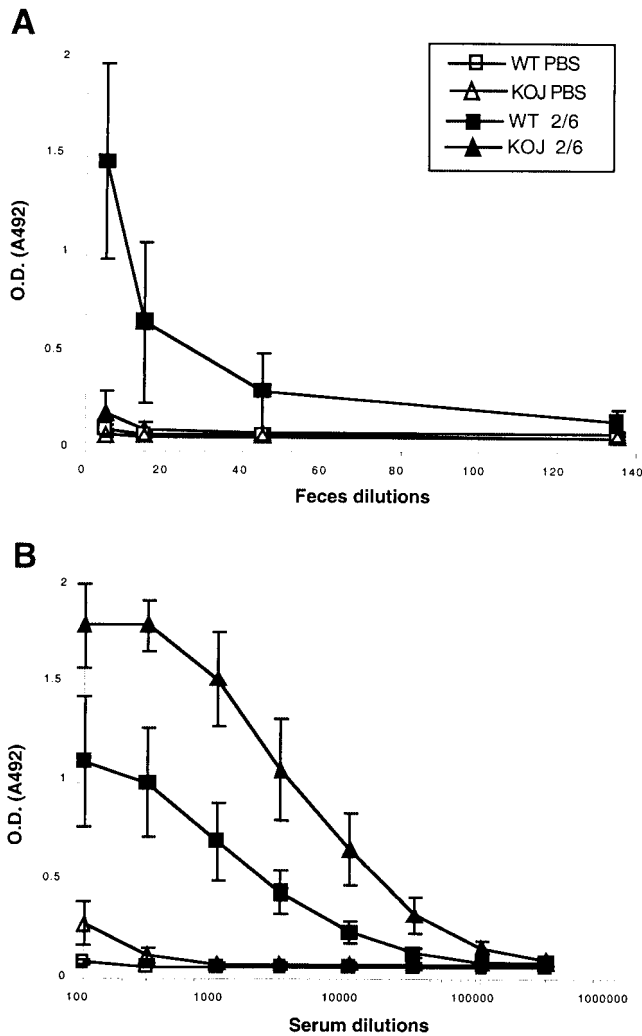 A
2
1.5
1
0.5
0
O.D. (A492)
WT PBS
KOJ PBS
WT 2/6
KOJ 2/6
0 20 40 60 80 100 120 140
Feces dilutions
B
2
1.5
1
0.5
0
O.D. (A492)
100 1000 10000 100000 1000000
Serum dilutions